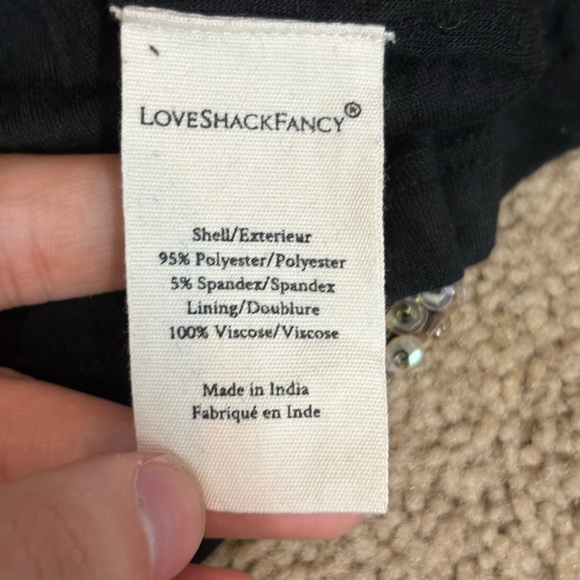 LOVESHACKFANCY®
Shell/Exterieur
95% Polyester/Polyester
5% Spandex/Spandex
Lining/Doublure
100% Viscose/Viscose
Made in India
Fabriqué en Inde